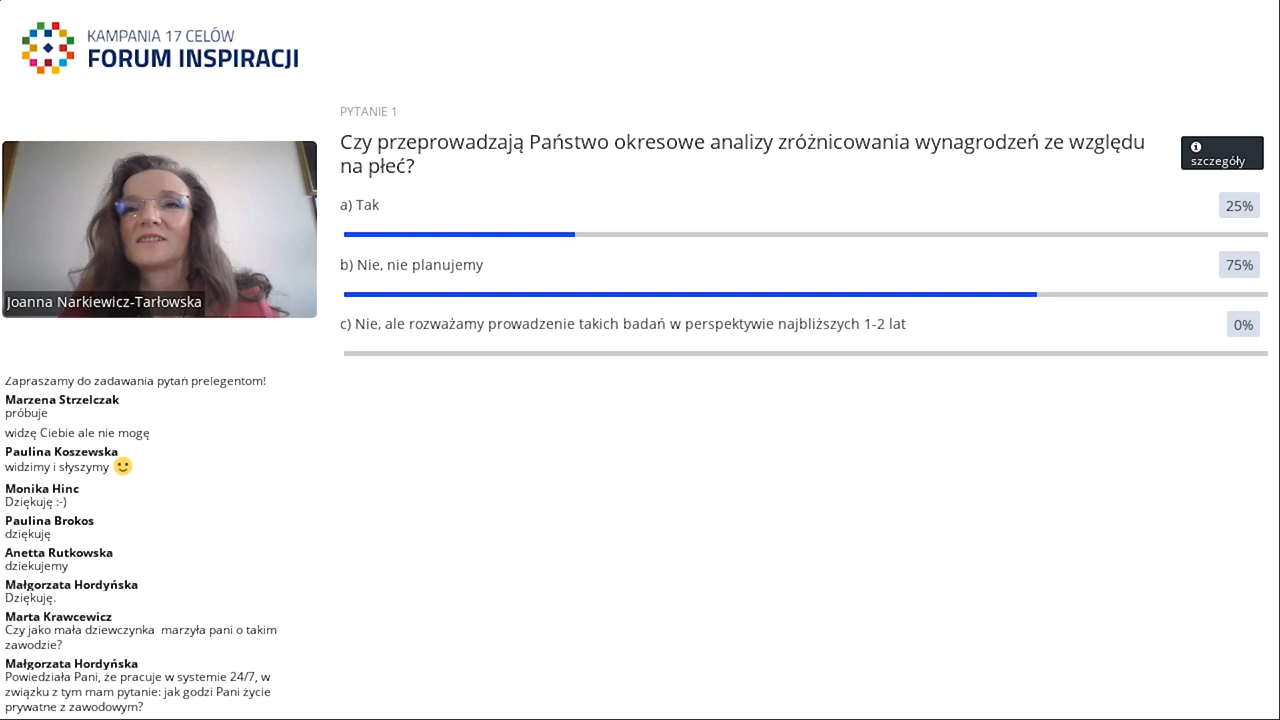 KAMPANIA 17 CELÓW
FORUM INSPIRACJI
PYTANIE 1
Czy przeprowadzają Państwo okresowe analizy zróżnicowania wynagrodzeń ze względu
na płeć?
szczegóły
a) Tak
25%
b) Nie, nie planujemy
75%
c) Nie, ale rozważamy prowadzenie takich badań w perspektywie najbliższych 1-2 lat
0%
Joanna Narkiewicz-Tarłowska
Zapraszamy do zadawania pytań prelegentom!
Marzena Strzelczak
próbuje
widzę Ciebie ale nie mogę
Paulina Koszewska
widzimy i słyszymy 🙂
Monika Hinc
Dziękuję :-)
Paulina Brokos
dziękuję
Anetta Rutkowska
dziekujemy
Małgorzata Hordyńska
Dziękuję.
Marta Krawcewicz
Czy jako mała dziewczynka  marzyła pani o takim
zawodzie?
Małgorzata Hordyńska
Powiedziała Pani, że pracuje w systemie 24/7, w
związku z tym mam pytanie: jak godzi Pani życie
prywatne z zawodowym?